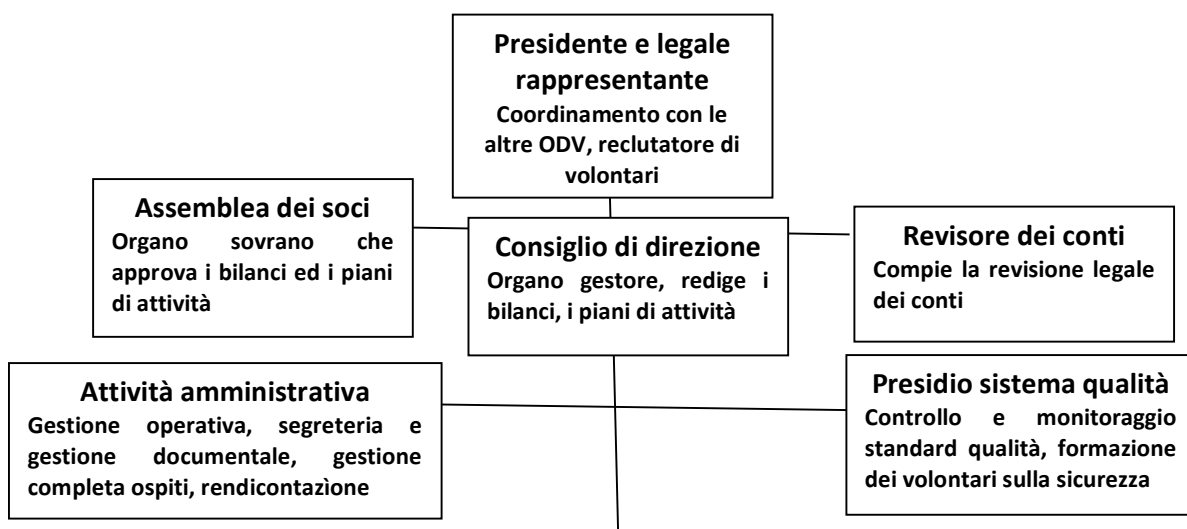 Presidente e legale
rappresentante
Coordinamento con le
altre ODV, reclutatore di
volontari
Assemblea dei soci
Organo sovrano che
approva i bilanci ed i piani
di attività
Consiglio di direzione
Organo gestore, redige i
bilanci, i piani di attività
Revisore dei conti
Compie la revisione legale
dei conti
Attività amministrativa
Gestione operativa, segreteria e
gestione documentale, gestione
completa ospiti, rendicontazìone
Presidio sistema qualità
Controllo e monitoraggio
standard qualità, formazione
dei volontari sulla sicurezza